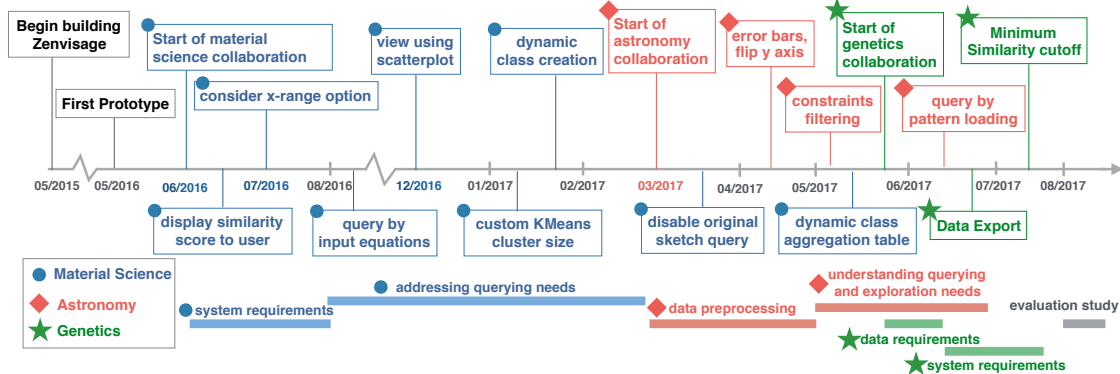 Begin building
Zenvisage
First Prototype
Start of material
science collaboration
consider x-range option
view using
scatterplot
dynamic
class creation
Start of
astronomy
collaboration
error bars,
flip y axis
constraints
filtering
Start of
genetics
collaboration
query by
pattern loading
Minimum
Similarity cutoff
05/2015
05/2016
06/2016
07/2016
08/2016
12/2016
01/2017
02/2017
03/2017
04/2017
05/2017
06/2017
07/2017
08/2017
display similarity
score to user
query by
input equations
custom KMeans
cluster size
disable original
sketch query
dynamic class
aggregation table
Data Export
Material Science
Astronomy
Genetics
system requirements
addressing querying needs
data preprocessing
understanding querying
and exploration needs
data requirements
system requirements
evaluation study